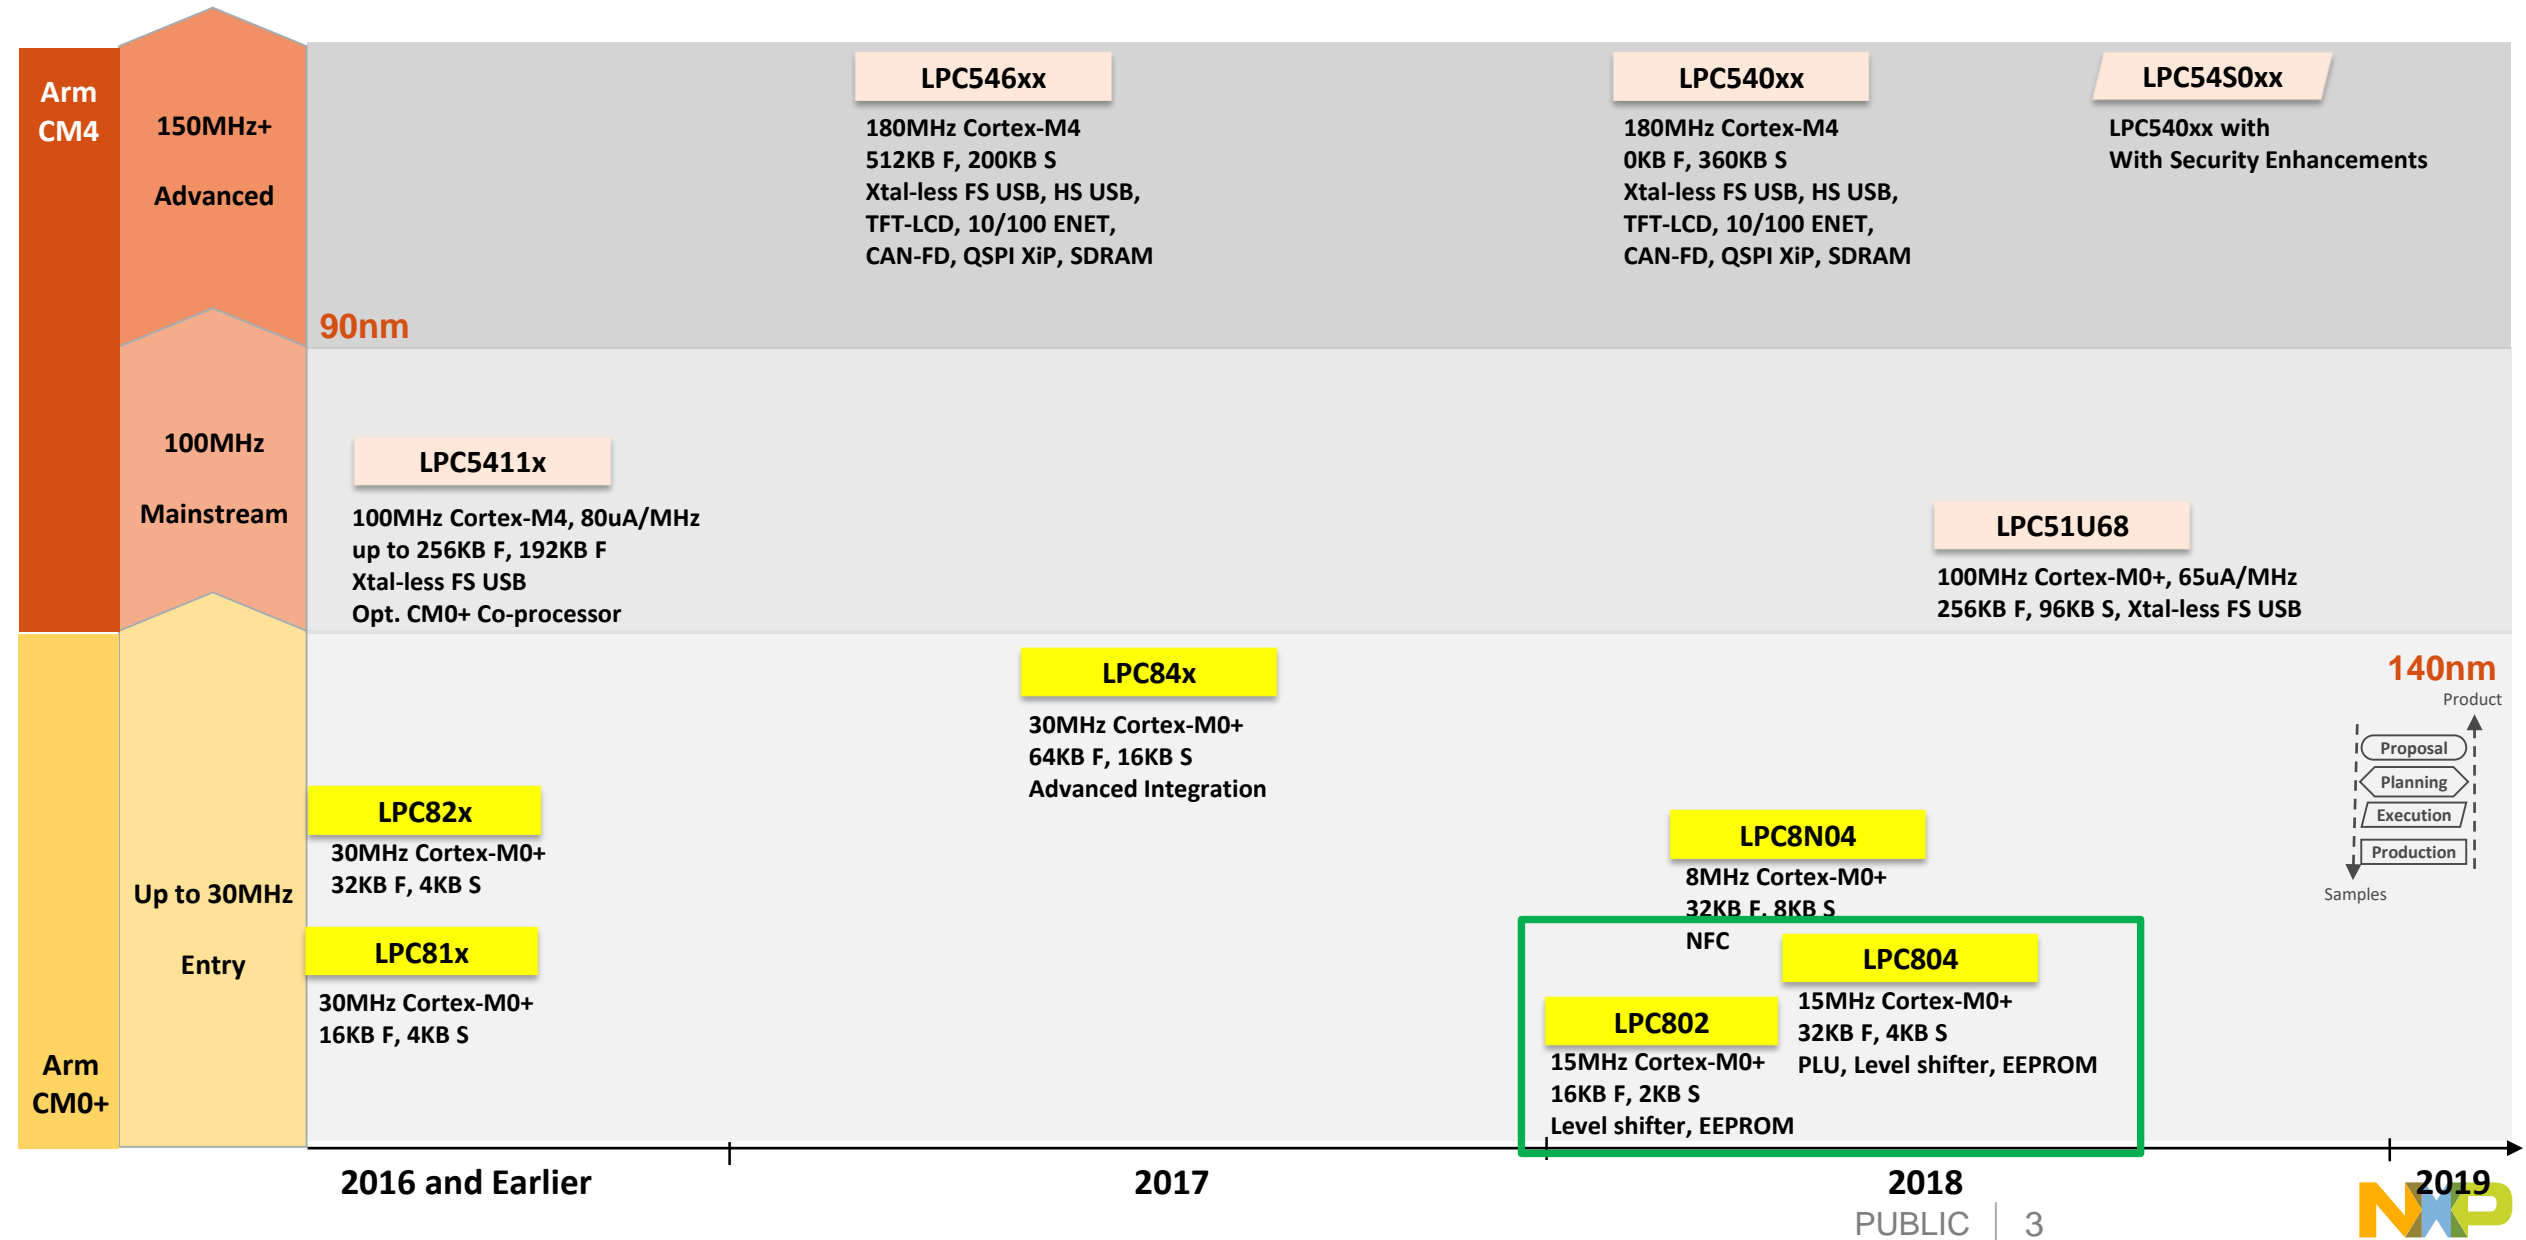 Arm
CM4
150MHz+
Advanced
LPC546xx
180MHz Cortex-M4
512KB F, 200KB S
Xtal-less FS USB, HS USB,
TFT-LCD, 10/100 ENET,
CAN-FD, QSPI XiP, SDRAM
LPC540xx
180MHz Cortex-M4
0KB F, 360KB S
Xtal-less FS USB, HS USB,
TFT-LCD, 10/100 ENET,
CAN-FD, QSPI XiP, SDRAM
LPC54S0xx
LPC540xx with
With Security Enhancements
90nm
100MHz
Mainstream
LPC5411x
100MHz Cortex-M4, 80uA/MHz
up to 256KB F, 192KB F
Xtal-less FS USB
Opt. CM0+ Co-processor
LPC51U68
100MHz Cortex-M0+, 65uA/MHz
256KB F, 96KB S, Xtal-less FS USB
Arm
CM0+
Up to 30MHz
Entry
LPC84x
30MHz Cortex-M0+
64KB F, 16KB S
Advanced Integration
LPC82x
30MHz Cortex-M0+
32KB F, 4KB S
LPC81x
30MHz Cortex-M0+
16KB F, 4KB S
LPC8N04
8MHz Cortex-M0+
32KB F, 8KB S
NFC
LPC804
15MHz Cortex-M0+
32KB F, 4KB S
PLU, Level shifter, EEPROM
LPC802
15MHz Cortex-M0+
16KB F, 2KB S
Level shifter, EEPROM
140nm
Product
Proposal
Planning
Execution
Production
Samples
2016 and Earlier
2017
2018
2019
PUBLIC
3
NXP